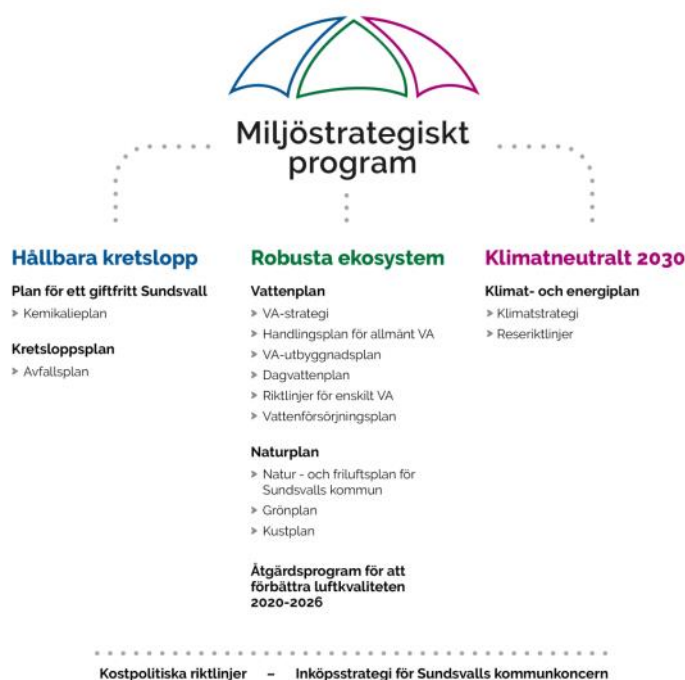 Miljöstrategiskt
program
Hållbara kretslopp
Plan för ett giftfritt Sundsvall
> Kemikalieplan
Kretsloppsplan
> Avfallsplan
Robusta ekosystem
Vattenplan
> VA-strategi
> Handlingsplan för allmänt VA
> VA-utbyggnadsplan
> Dagvattenplan
> Riktlinjer för enskilt VA
> Vattenförsörjningsplan
Naturplan
> Natur - och friluftsplan för
Sundsvalls kommun
> Grönplan
> Kustplan
Åtgärdsprogram för att
förbättra luftkvaliteten
2020-2026
Klimatneutralt 2030
Klimat- och energiplan
> Klimatstrategi
> Reseriktlinjer
Kostpolitiska riktlinjer – Inköpsstrategi för Sundsvalls kommunkoncern